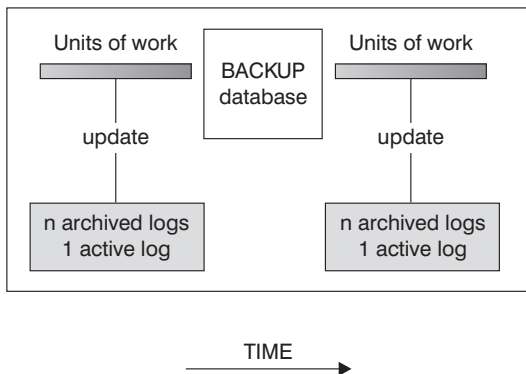 Units of work
BACKUP
database
Units of work
update
update
n archived logs
1 active log
n archived logs
1 active log
TIME